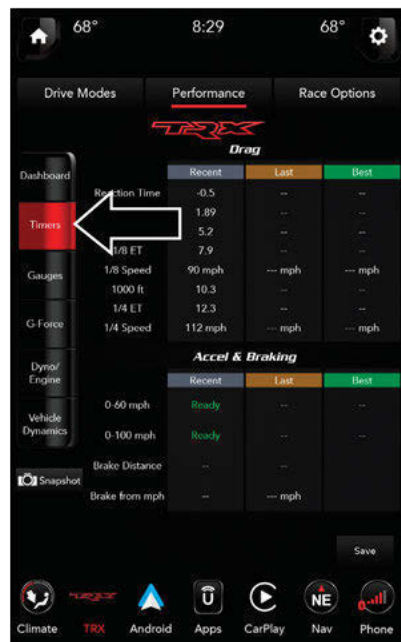 68° 8:29 68°
Drive Modes Performance Race Options
TRX
Drag
Dashboard
Timers
Gauges
G-Force
Dyno/
Engine
Vehicle
Dynamics
Snapshot
Recent Last Best
Reaction Time -0.5 -- --
1.89 -- --
5.2 -- --
1/8 ET 7.9 -- --
1/8 Speed 90 mph --- mph --- mph
1000 ft 10.3 -- --
1/4 ET 12.3 -- --
1/4 Speed 112 mph --- mph --- mph
Accel & Braking
Recent Last Best
0-60 mph Ready --
0-100 mph Ready --
Brake Distance -- --
Brake from mph -- --- mph
Save
U NE
Climate TRX Android Apps CarPlay Nav Phone